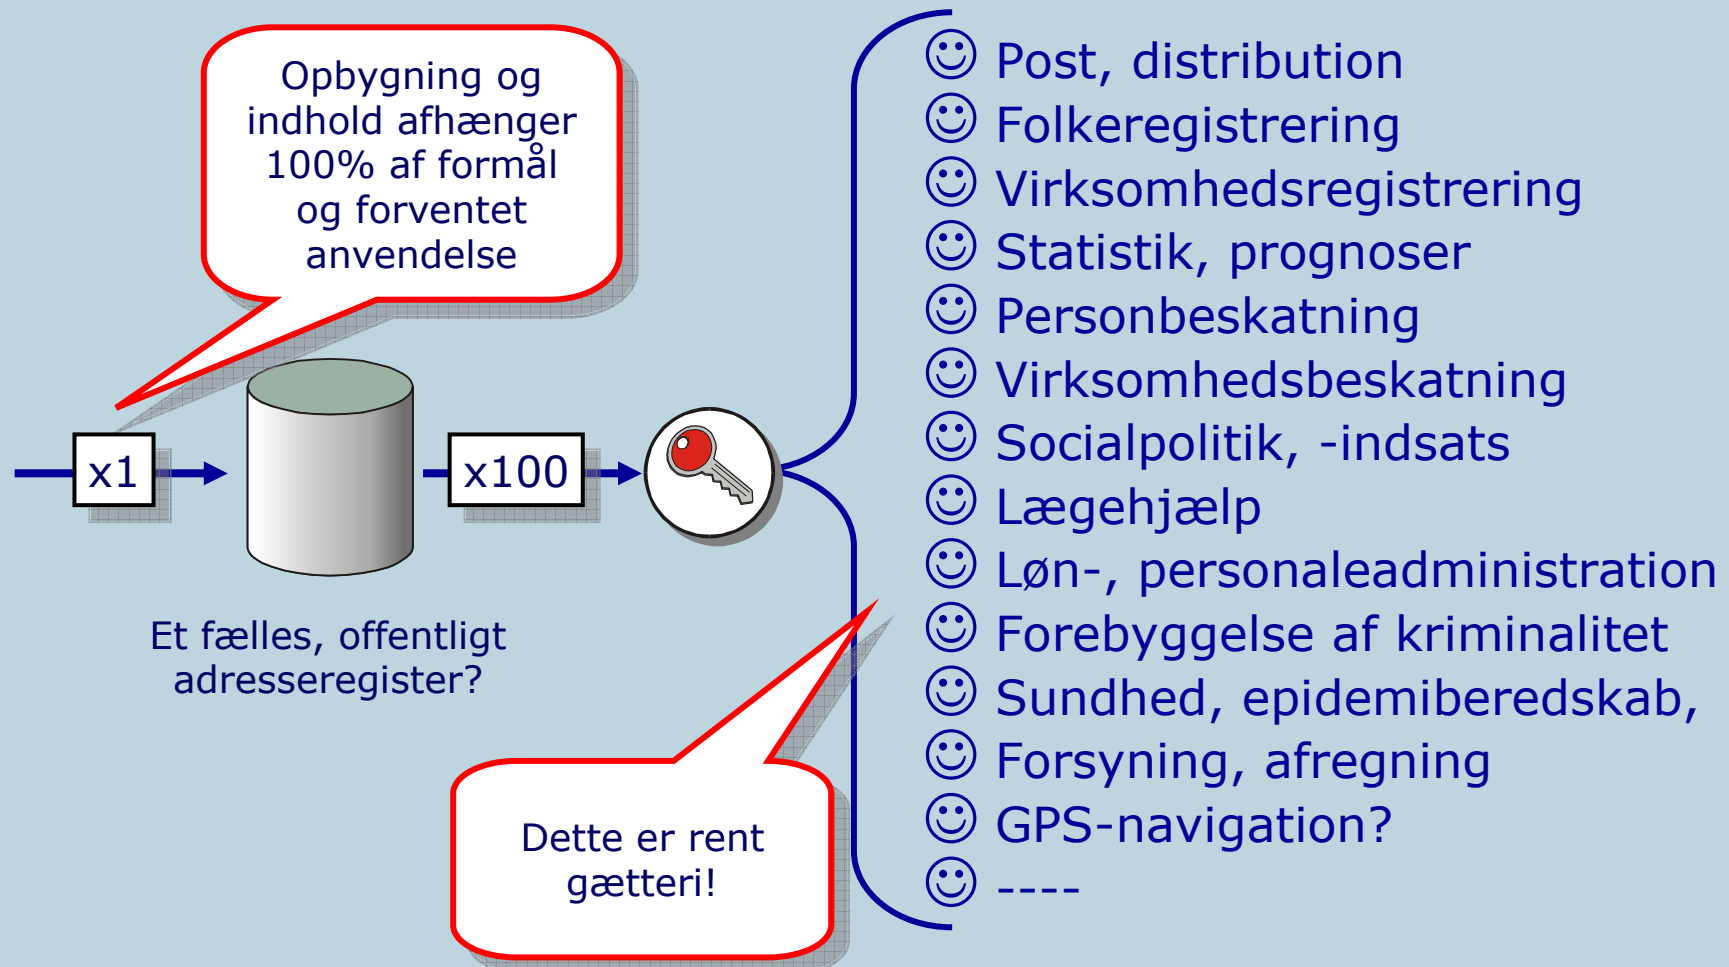 Opbygning og
indhold afhænger
100% af formål
og forventet
anvendelse
x1
x100
Et fælles, offentligt
adresseregister?
Dette er rent
gætteri!
Post, distribution
Folkeregistrering
Virksomhedsregistrering
Statistik, prognoser
Personbeskatning
Virksomhedsbeskatning
Socialpolitik, -indsats
Lægehjælp
Løn-, personaleadministration
Forebyggelse af kriminalitet
Sundhed, epidemiberedskab,
Forsyning, afregning
GPS-navigation?
----